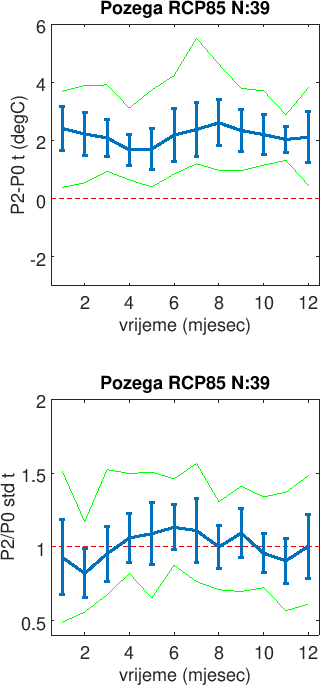 Pozega RCP85 N:39
6
4
2
0
-2
P2-P0 t (degC)
2 4 6 8 10 12
vrijeme (mjesec)
Pozega RCP85 N:39
2
1.5
1
0.5
P2/P0 std t
2 4 6 8 10 12
vrijeme (mjesec)